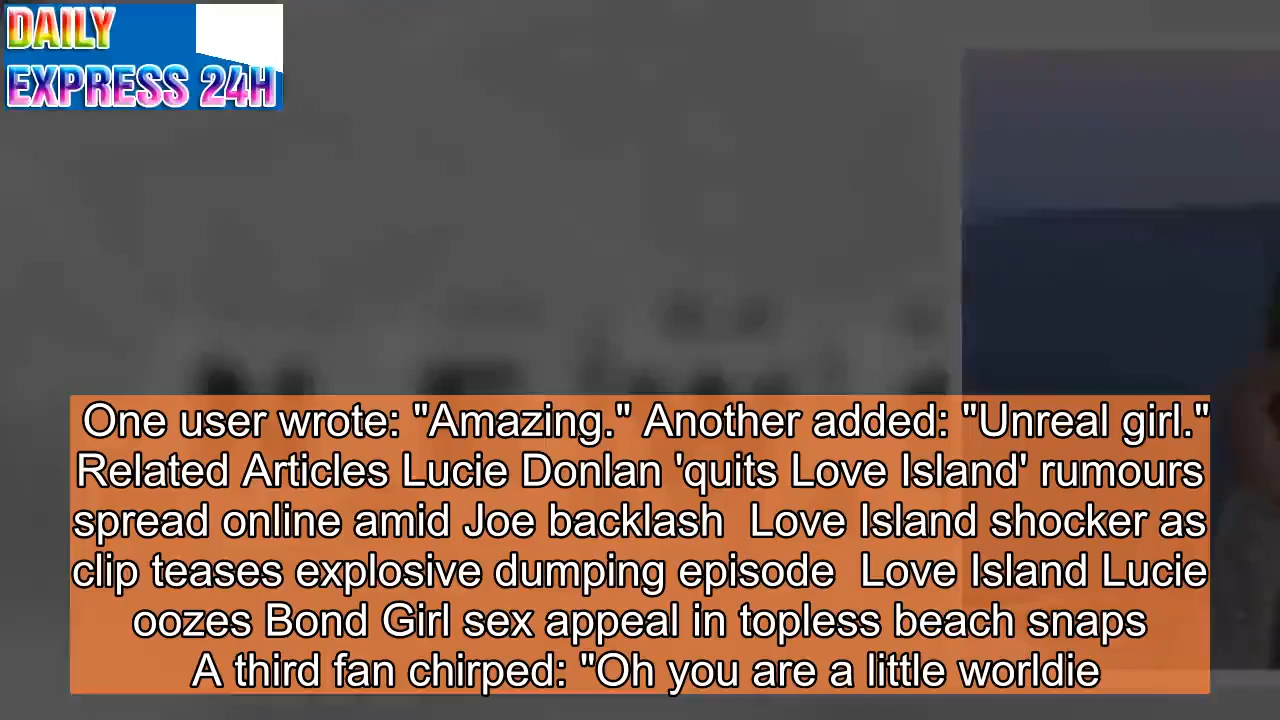 DAILY
EXPRESS 24H
One user wrote: "Amazing." Another added: "Unreal girl."
Related Articles Lucie Donlan 'quits Love Island' rumours
spread online amid Joe backlash  Love Island shocker as
clip teases explosive dumping episode  Love Island Lucie
oozes Bond Girl sex appeal in topless beach snaps
A third fan chirped: "Oh you are a little worldie